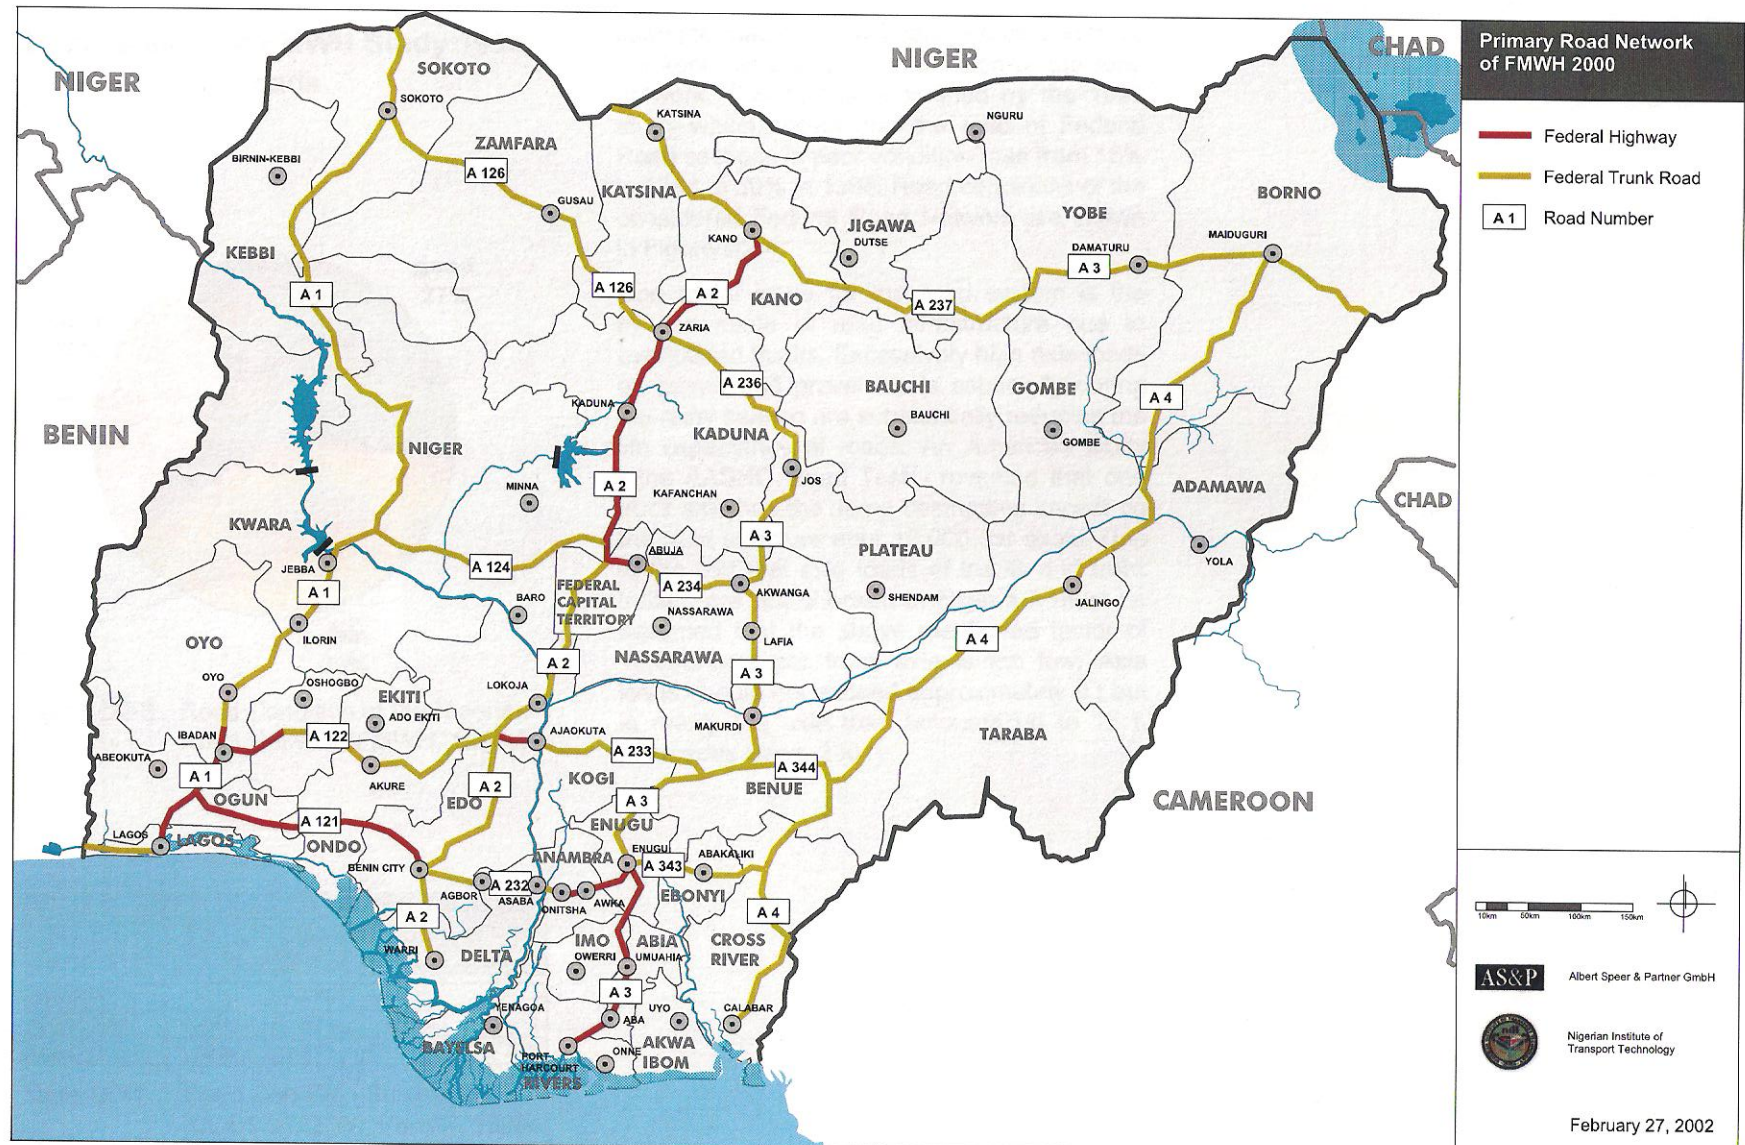 NIGER
SOKOTO
NIGER
CHAD
SOKOTO
KATSINA
NGURU
ZAMFARA
BIRNIN-KEBBI
A 126
KATSINA
GUSAU
BORNO
YOBE
JIGAWA
KANO
DUTSE
MAIDUGURI
DAMATURU
KEBBI
A 3
A 1
A 126
A 2
KANO
A 237
ZARIA
A 236
BAUCHI
GOMBE
A 4
KADUNA
BAUCHI
BENIN
KADUNA
GOMBE
NIGER
A 2
MINNA
KAFANCHAN
JOS
ADAMAWA
CHAD
KWARA
A 3
PLATEAU
JEBBA
A 124
ABUJA
YOLA
A 1
FEDERAL
CAPITAL
TERRITORY
A 234
AKWANGA
SHENDAM
JALINGO
BARO
NASSARAWA
OYO
ILORIN
LAFIA
A 4
A 2
NASSARAWA
A 3
OYO
OSHOGBO
EKITI
LOKOJA
ADO EKITI
MAKURDI
IBADAN
A 122
AJAOKUTA
A 233
TARABA
ABEOKUTA
A 1
AKURE
A 2
KOGI
A 344
BENUE
OGUN
EDO
A 3
CAMEROON
A 121
ENUGU
LAGOS
LAGOS
ONDO
ANAMBRA
ENUGU
A 343
ABAKALIKI
BENIN CITY
AGBOR
A 232
ASABA
ONITSHA
AWKA
EBONYI
A 2
A 4
WARRI
DELTA
IMO
OWERRI
ABIA
UMUAHIA
CROSS
RIVER
A 3
YENAGOA
ABA
UYO
CALABAR
BAYELSA
PORT
HARCOURT
ONNE
AKWA
IBOM
RIVERS
Primary Road Network
of FMWH 2000
Federal Highway
Federal Trunk Road
A 1
Road Number
10km
50km
100km
150km
AS&P
Albert Speer & Partner GmbH
Nigerian Institute of
Transport Technology
February 27, 2002